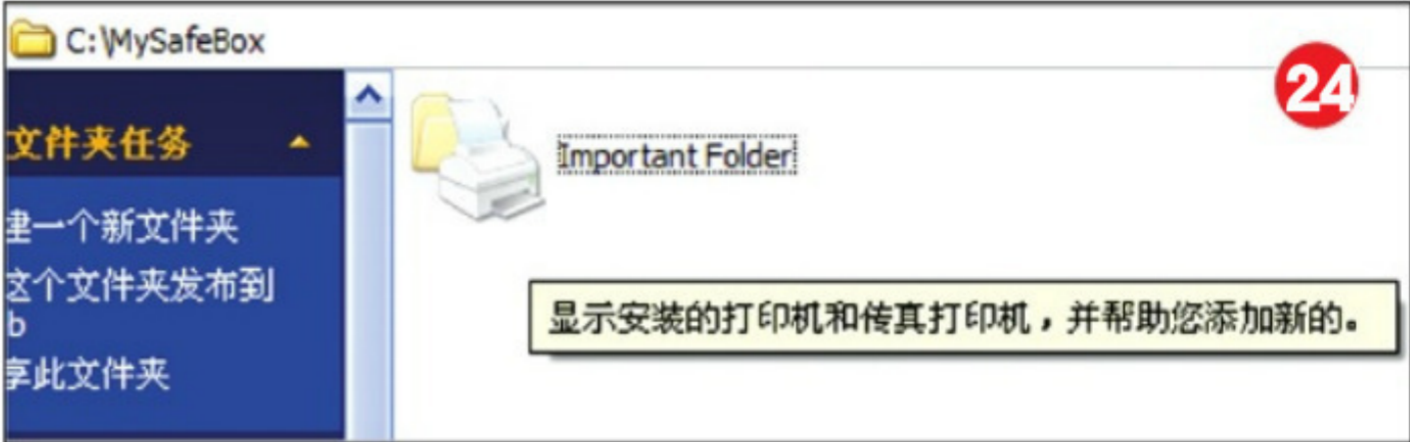 C:\MySafeBox
24
文件夹任务
建一个新文件夹
这个文件夹发布到
b
享此文件夹
Important Folder
显示安装的打印机和传真打印机，并帮助您添加新的。